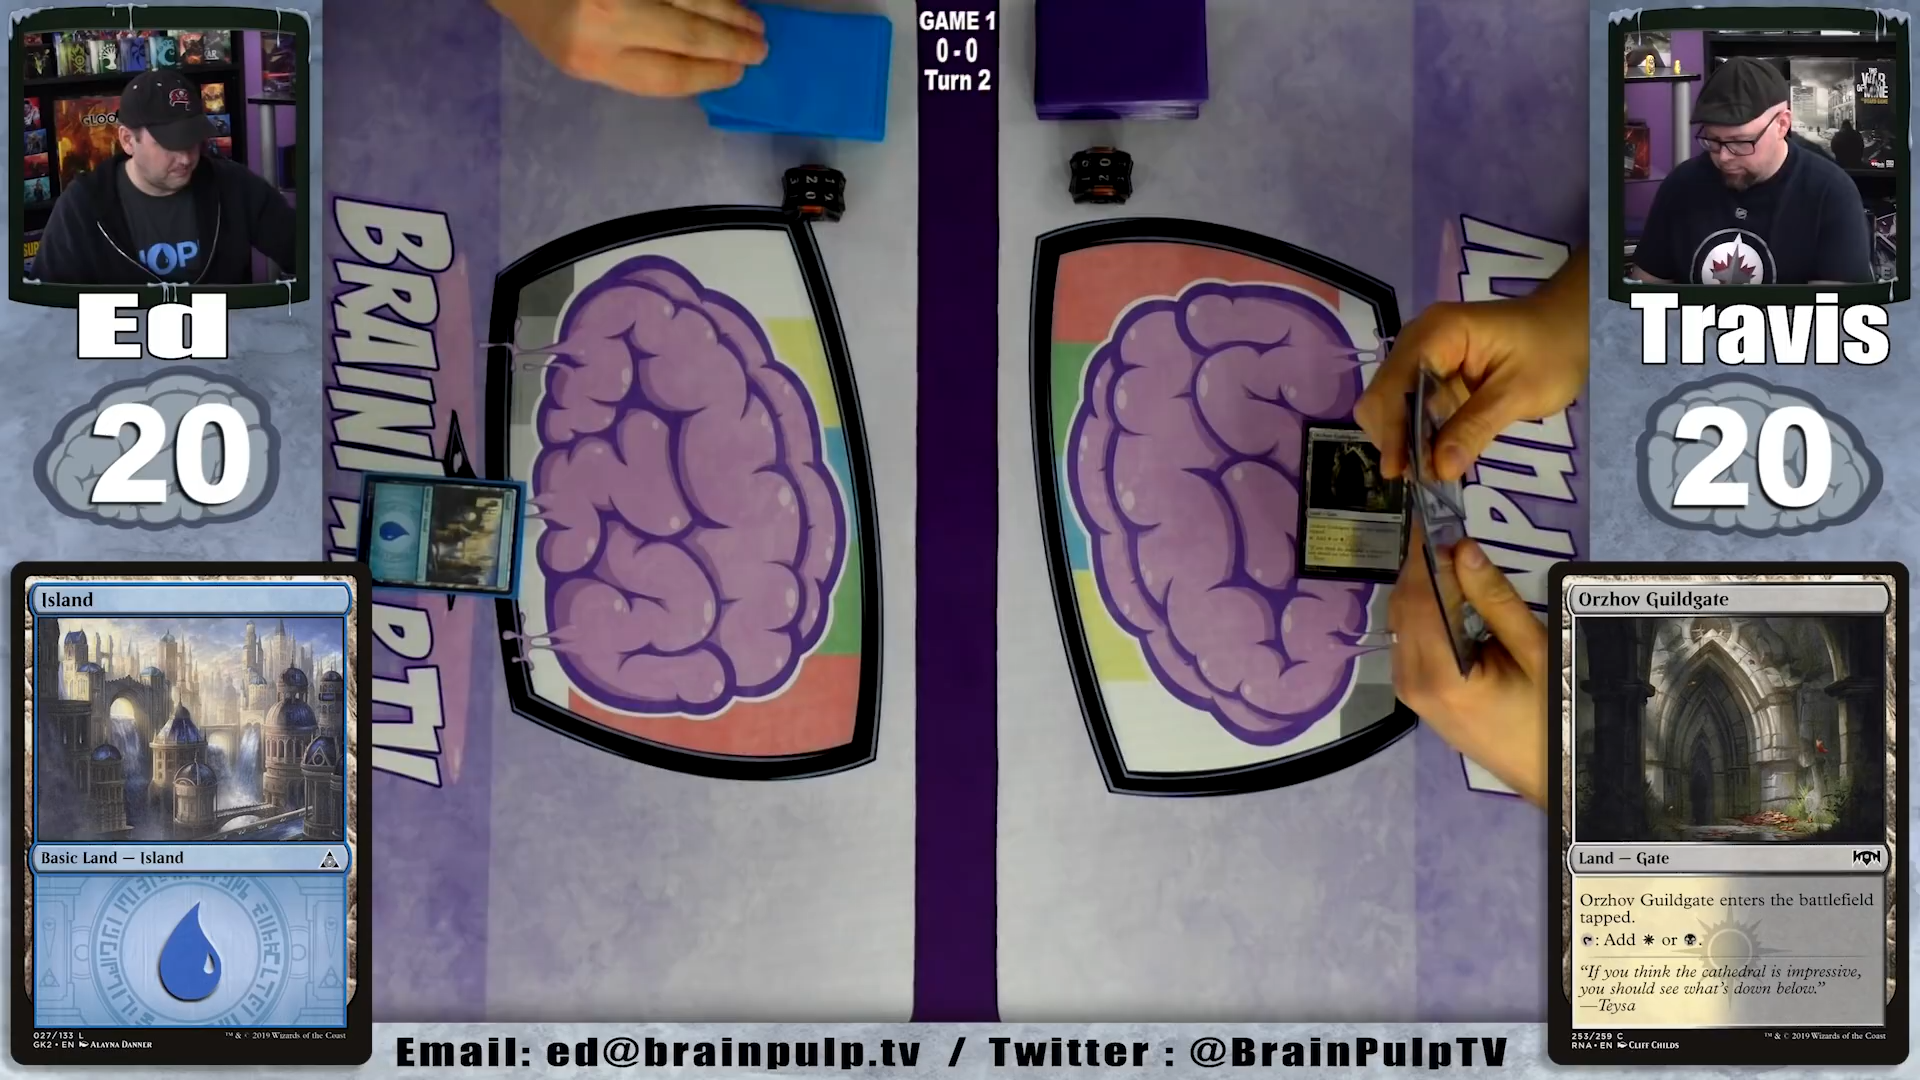 GAME 1
0 - 0
Turn 2
Ed
20
Travis
20
BRAIN
Island
Basic Land — Island
027/133 L
GK2 • EN ALAYNA DANNER
™ & © 2019 Wizards of the Coast
Orzhov Guildgate
Land — Gate
Orzhov Guildgate enters the battlefield
tapped.
: Add or .
“If you think the cathedral is impressive,
you should see what's down below.”
—Teysa
253/259 C
RNA • EN CLIFF CHILDS
™ & © 2019 Wizards of the Coast
Email: ed@brainpulp.tv / Twitter : @BrainPulpTV